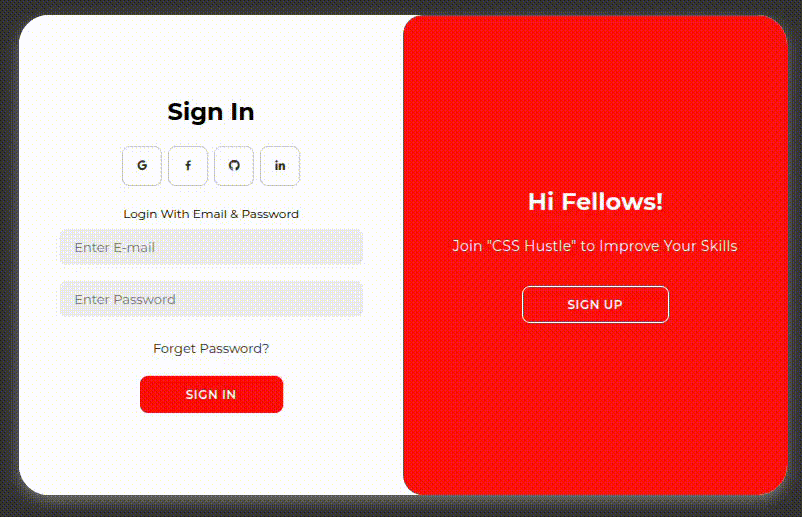 Sign In
G f in
Login With Email & Password
Enter E-mail
Enter Password
Forget Password?
SIGN IN
Hi Fellows!
Join "CSS Hustle" to Improve Your Skills
SIGN UP